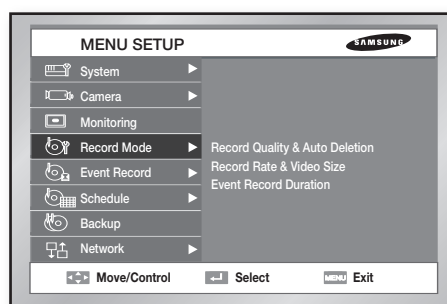 MENU SETUP
SAMSUNG
System
Camera
Monitoring
Record Mode
Event Record
Schedule
Backup
Network
Record Quality & Auto Deletion
Record Rate & Video Size
Event Record Duration
Move/Control
Select
MENU Exit